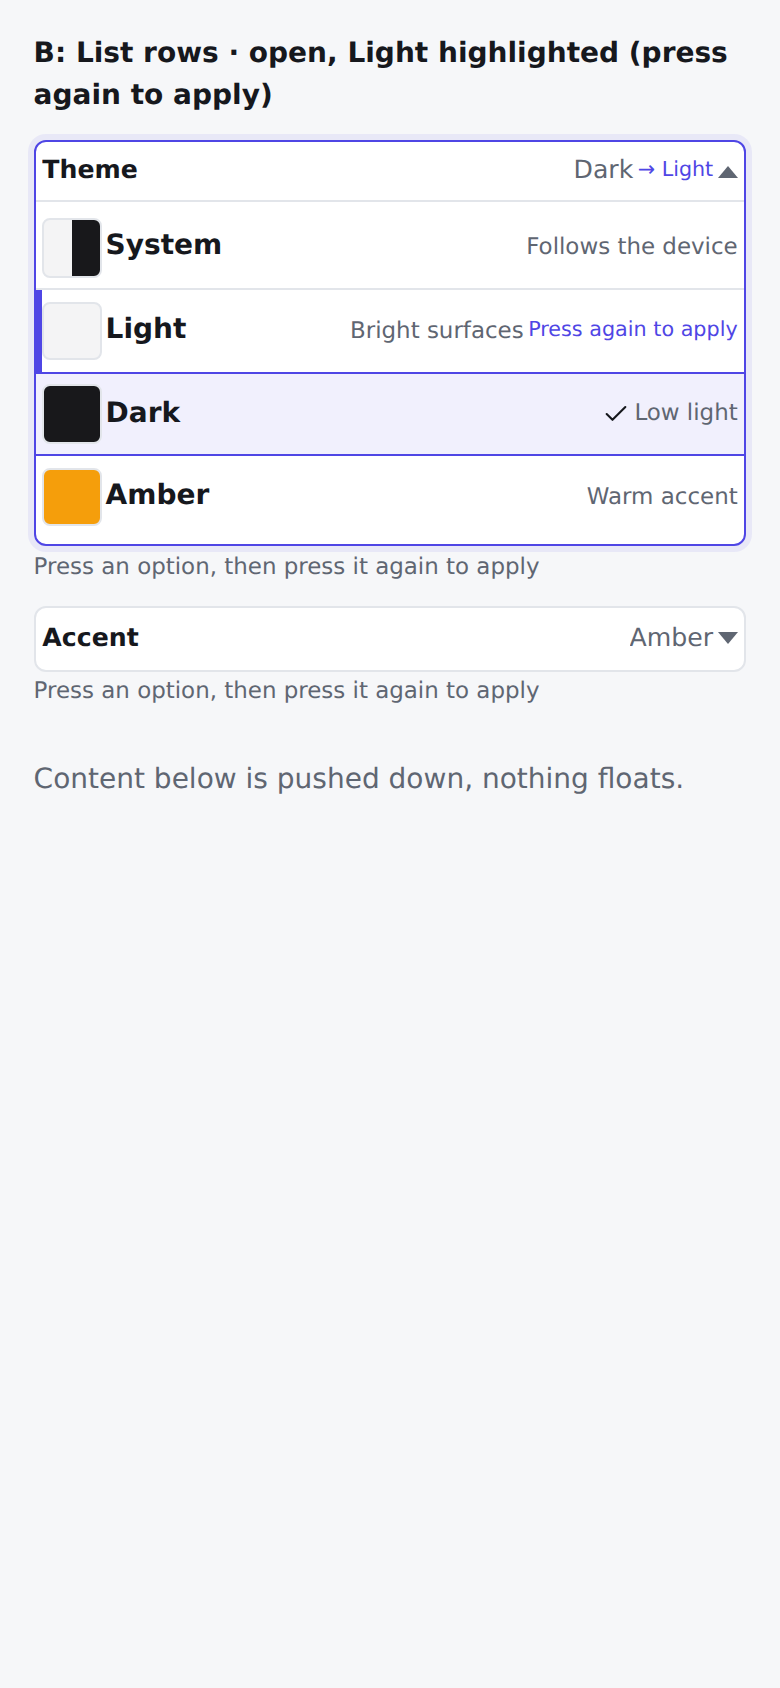 B: List rows · open, Light highlighted (press
again to apply)
Theme Dark → Light
System Follows the device
Light Bright surfaces Press again to apply
Dark Low light
Amber Warm accent
Press an option, then press it again to apply
Accent Amber
Press an option, then press it again to apply
Content below is pushed down, nothing floats.